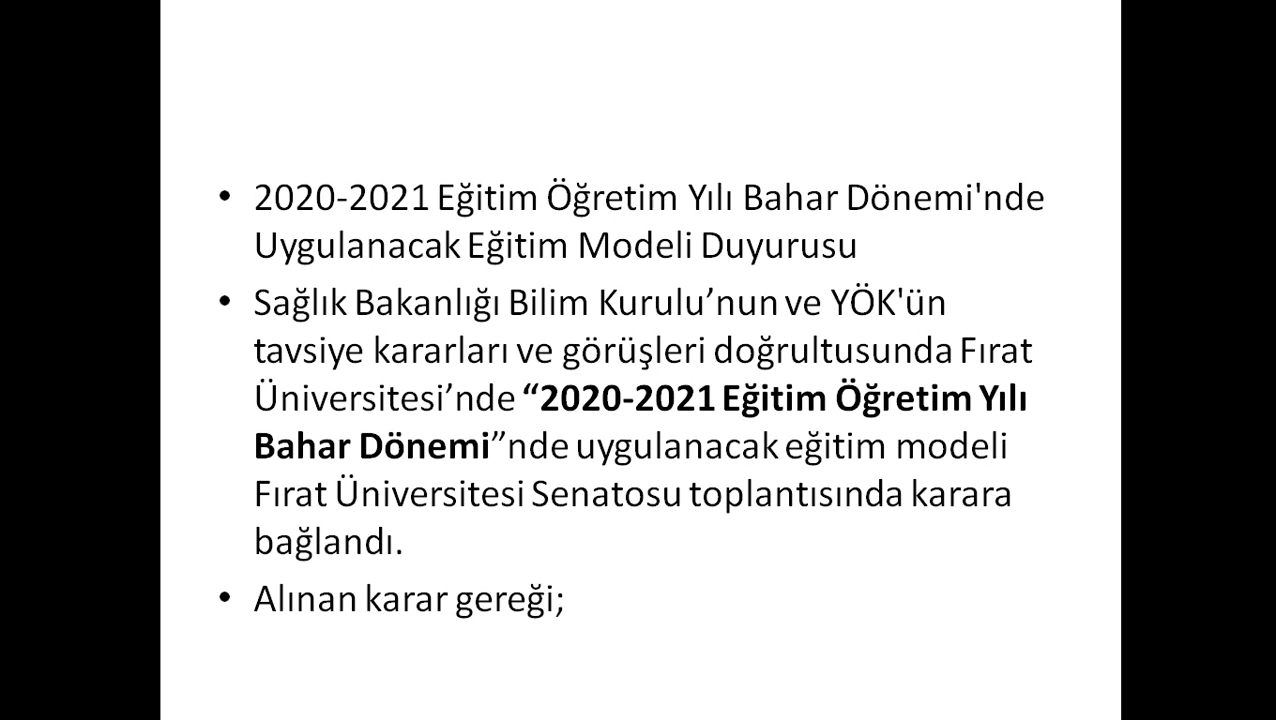 • 2020-2021 Eğitim Öğretim Yılı Bahar Dönemi'nde
Uygulanacak Eğitim Modeli Duyurusu
• Sağlık Bakanlığı Bilim Kurulu’nun ve YÖK'ün
tavsiye kararları ve görüşleri doğrultusunda Fırat
Üniversitesi’nde “2020-2021 Eğitim Öğretim Yılı
Bahar Dönemi”nde uygulanacak eğitim modeli
Fırat Üniversitesi Senatosu toplantısında karara
bağlandı.
• Alınan karar gereği;